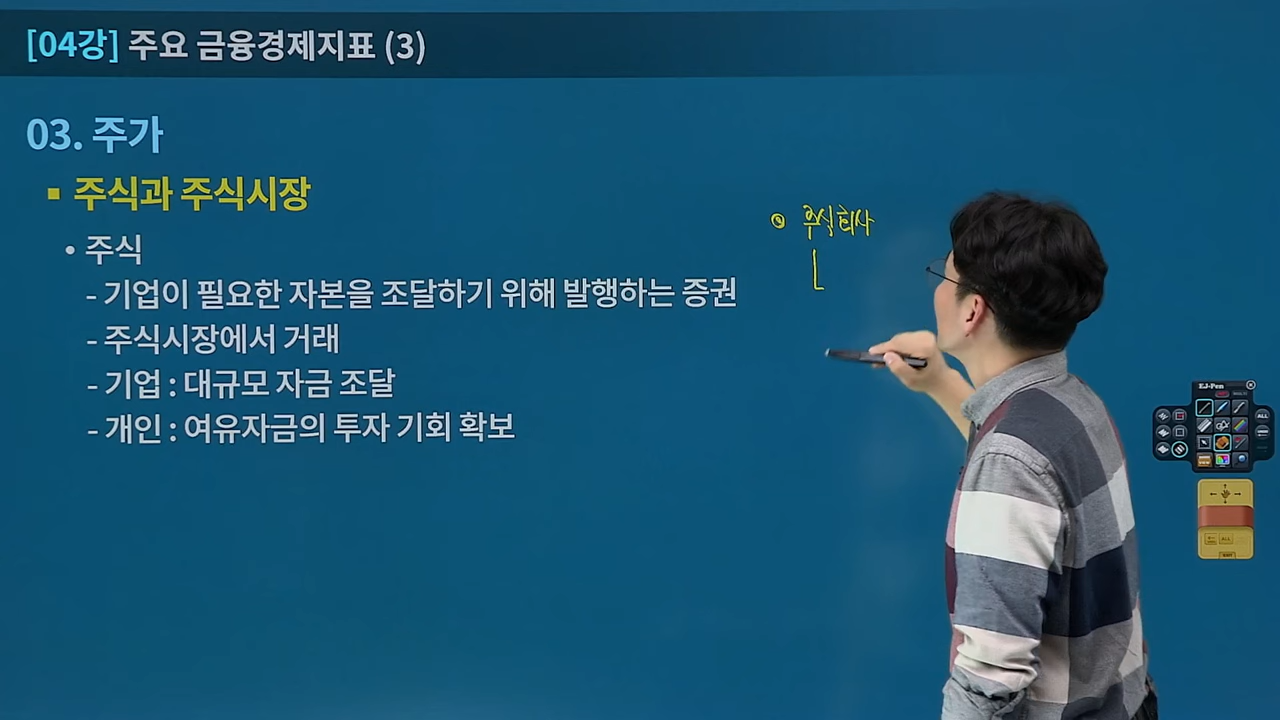 [04강] 주요 금융경제지표 (3)
03. 주가
▪ 주식과 주식시장
• 주식
- 기업이 필요한 자본을 조달하기 위해 발행하는 증권
- 주식시장에서 거래
- 기업 : 대규모 자금 조달
- 개인 : 여유자금의 투자 기회 확보
◎ 주식회사
EJ-Pen
ALL
ALL